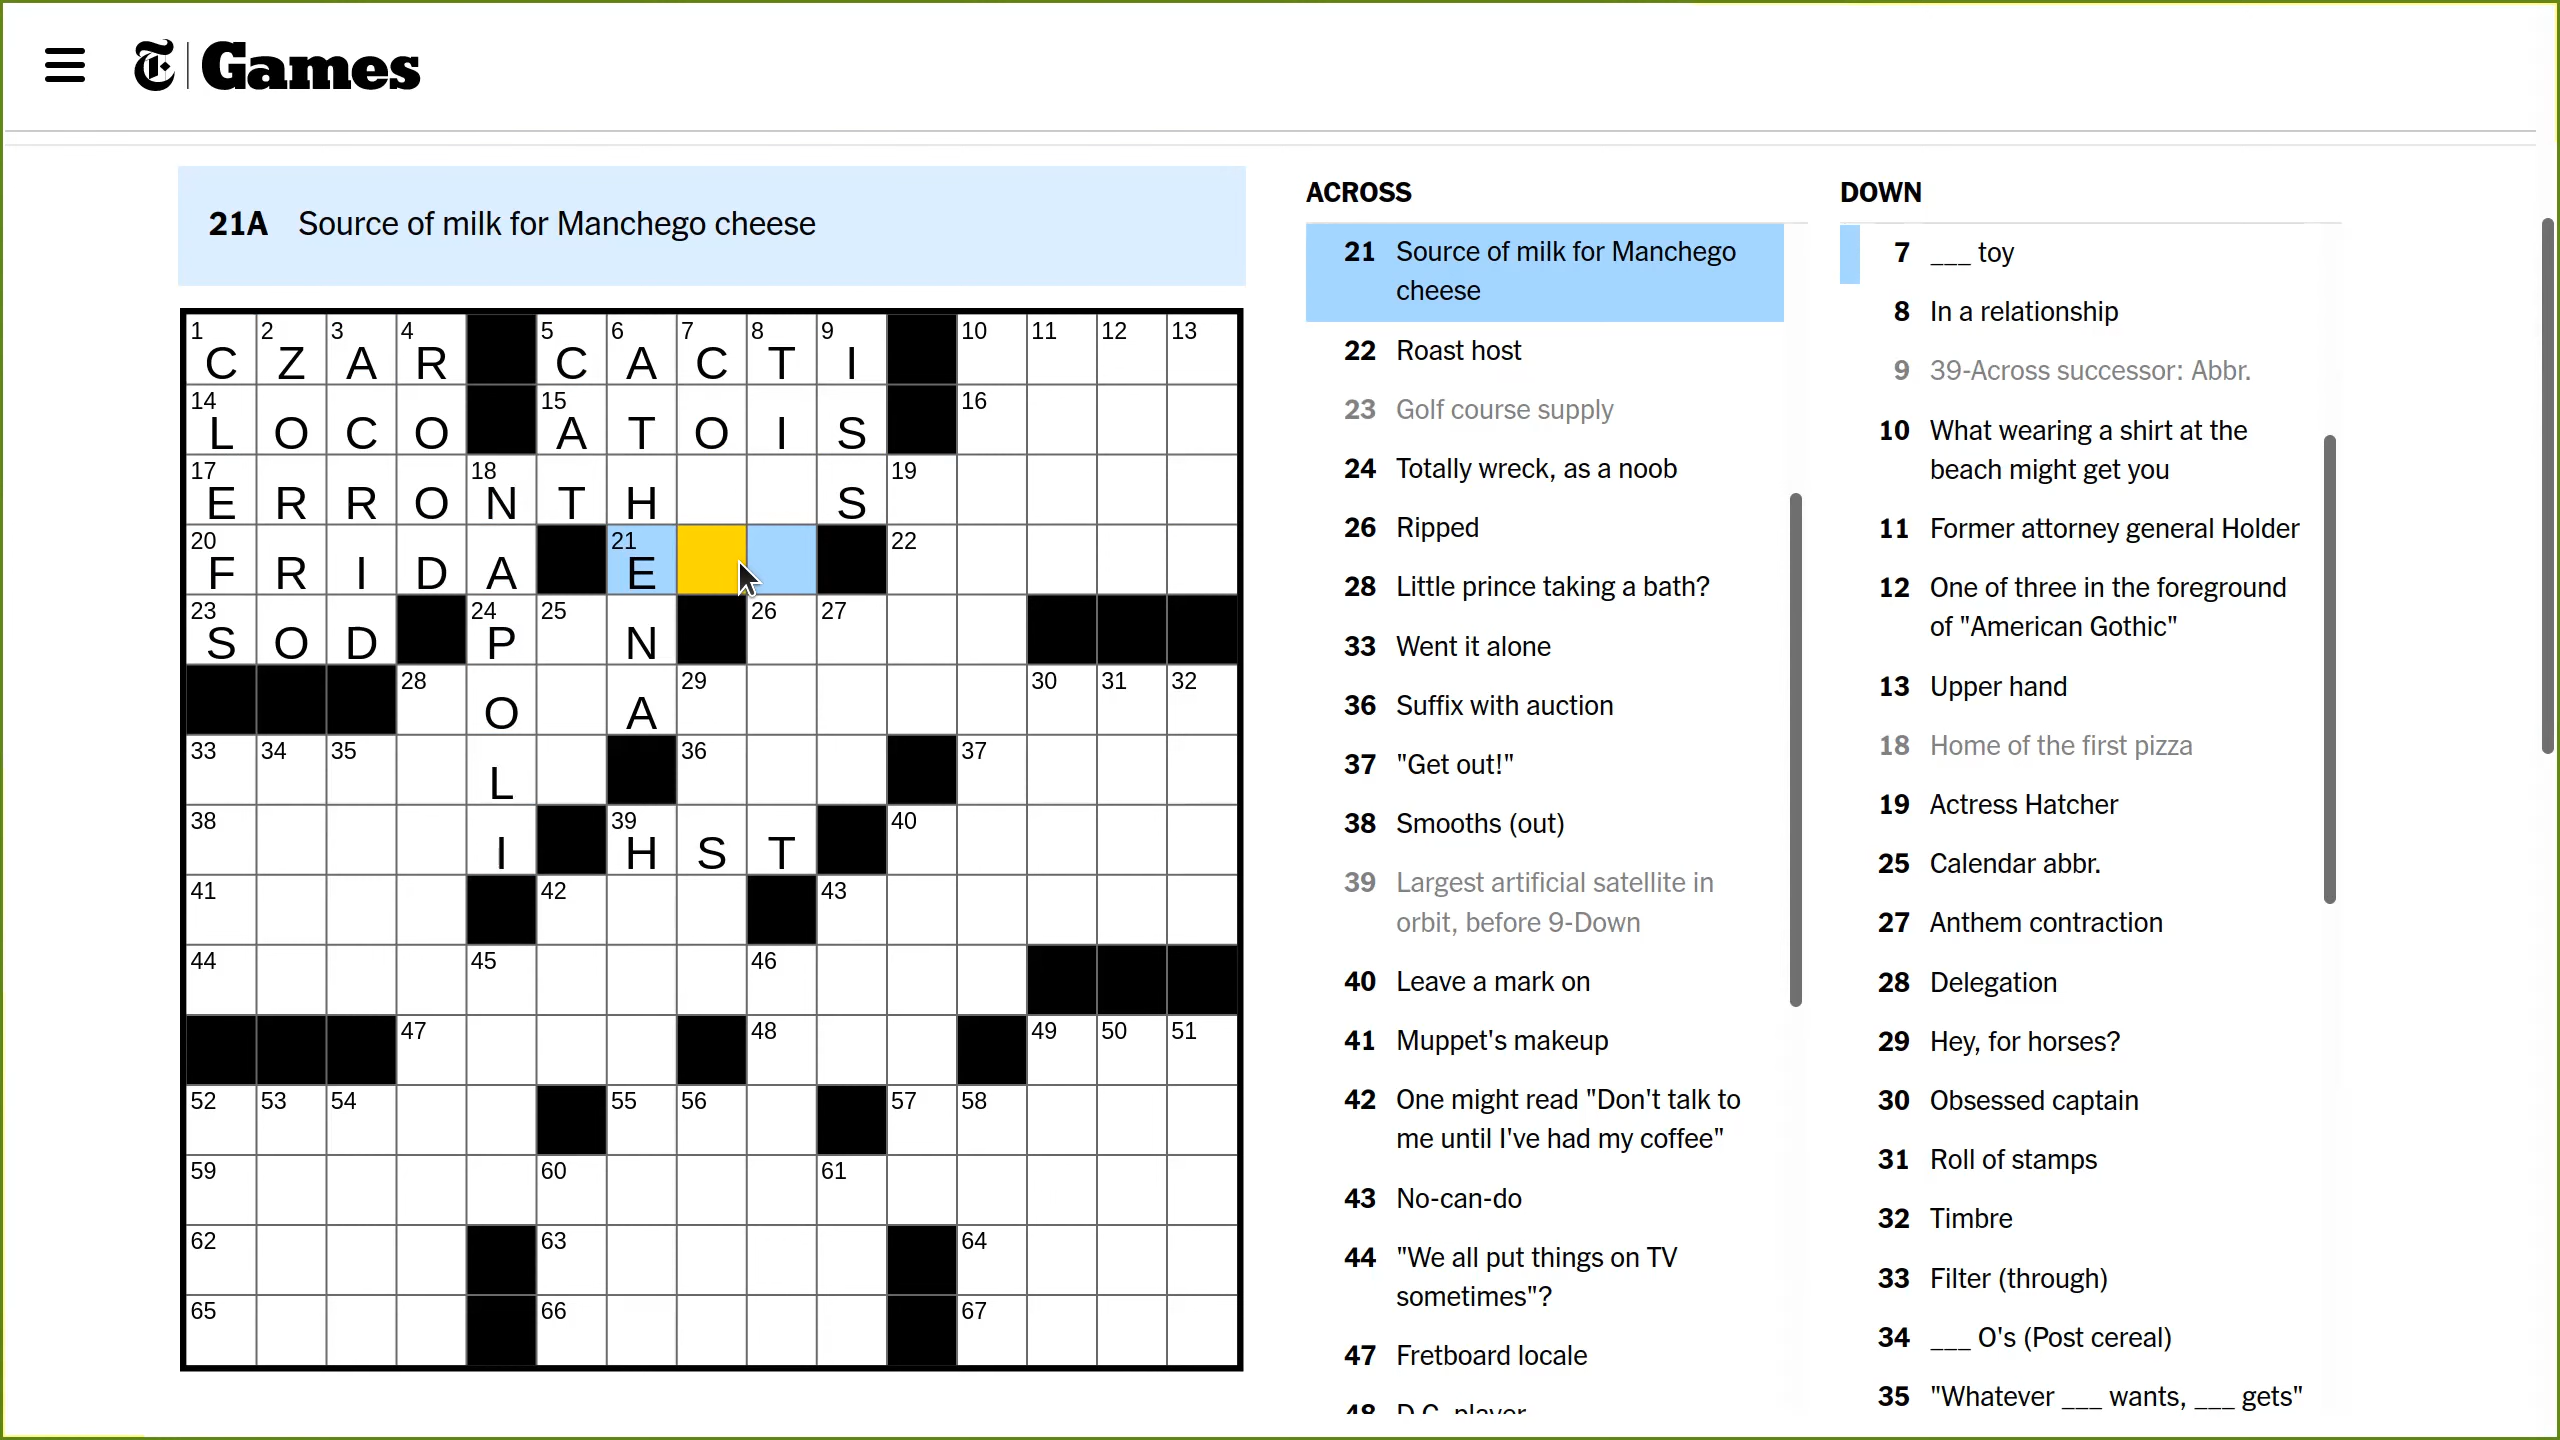 T Games
21A Source of milk for Manchego cheese
1 2 3 4 5 6 7 8 9 10 11 12 13
C Z A R C A C T I
14 15 16
L O C O A T O I S
17 18 19
E R R O N T H S
20 21 22
F R I D A E
23 24 25 26 27
S O D P N
28 29 30 31 32
O A
33 34 35 36 37
L
38 39 40
I H S T
41 42 43
44 45 46
47 48 49 50 51
52 53 54 55 56 57 58
59 60 61
62 63 64
65 66 67
ACROSS
21 Source of milk for Manchego
cheese
22 Roast host
23 Golf course supply
24 Totally wreck, as a noob
26 Ripped
28 Little prince taking a bath?
33 Went it alone
36 Suffix with auction
37 "Get out!"
38 Smooths (out)
39 Largest artificial satellite in
orbit, before 9-Down
40 Leave a mark on
41 Muppet's makeup
42 One might read "Don't talk to
me until I've had my coffee"
43 No-can-do
44 "We all put things on TV
sometimes"?
47 Fretboard locale
48 D.C. player
DOWN
7 ___ toy
8 In a relationship
9 39-Across successor: Abbr.
10 What wearing a shirt at the
beach might get you
11 Former attorney general Holder
12 One of three in the foreground
of "American Gothic"
13 Upper hand
18 Home of the first pizza
19 Actress Hatcher
25 Calendar abbr.
27 Anthem contraction
28 Delegation
29 Hey, for horses?
30 Obsessed captain
31 Roll of stamps
32 Timbre
33 Filter (through)
34 ___ O's (Post cereal)
35 "Whatever ___ wants, ___ gets"